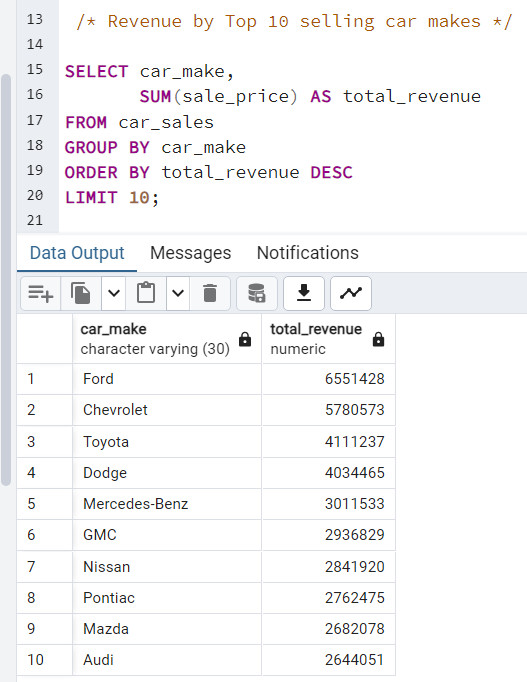 13 /* Revenue by Top 10 selling car makes */
14
15 SELECT car_make,
16 SUM(sale_price) AS total_revenue
17 FROM car_sales
18 GROUP BY car_make
19 ORDER BY total_revenue DESC
20 LIMIT 10;
21
Data Output Messages Notifications
car_make total_revenue
character varying (30) numeric
1 Ford 6551428
2 Chevrolet 5780573
3 Toyota 4111237
4 Dodge 4034465
5 Mercedes-Benz 3011533
6 GMC 2936829
7 Nissan 2841920
8 Pontiac 2762475
9 Mazda 2682078
10 Audi 2644051